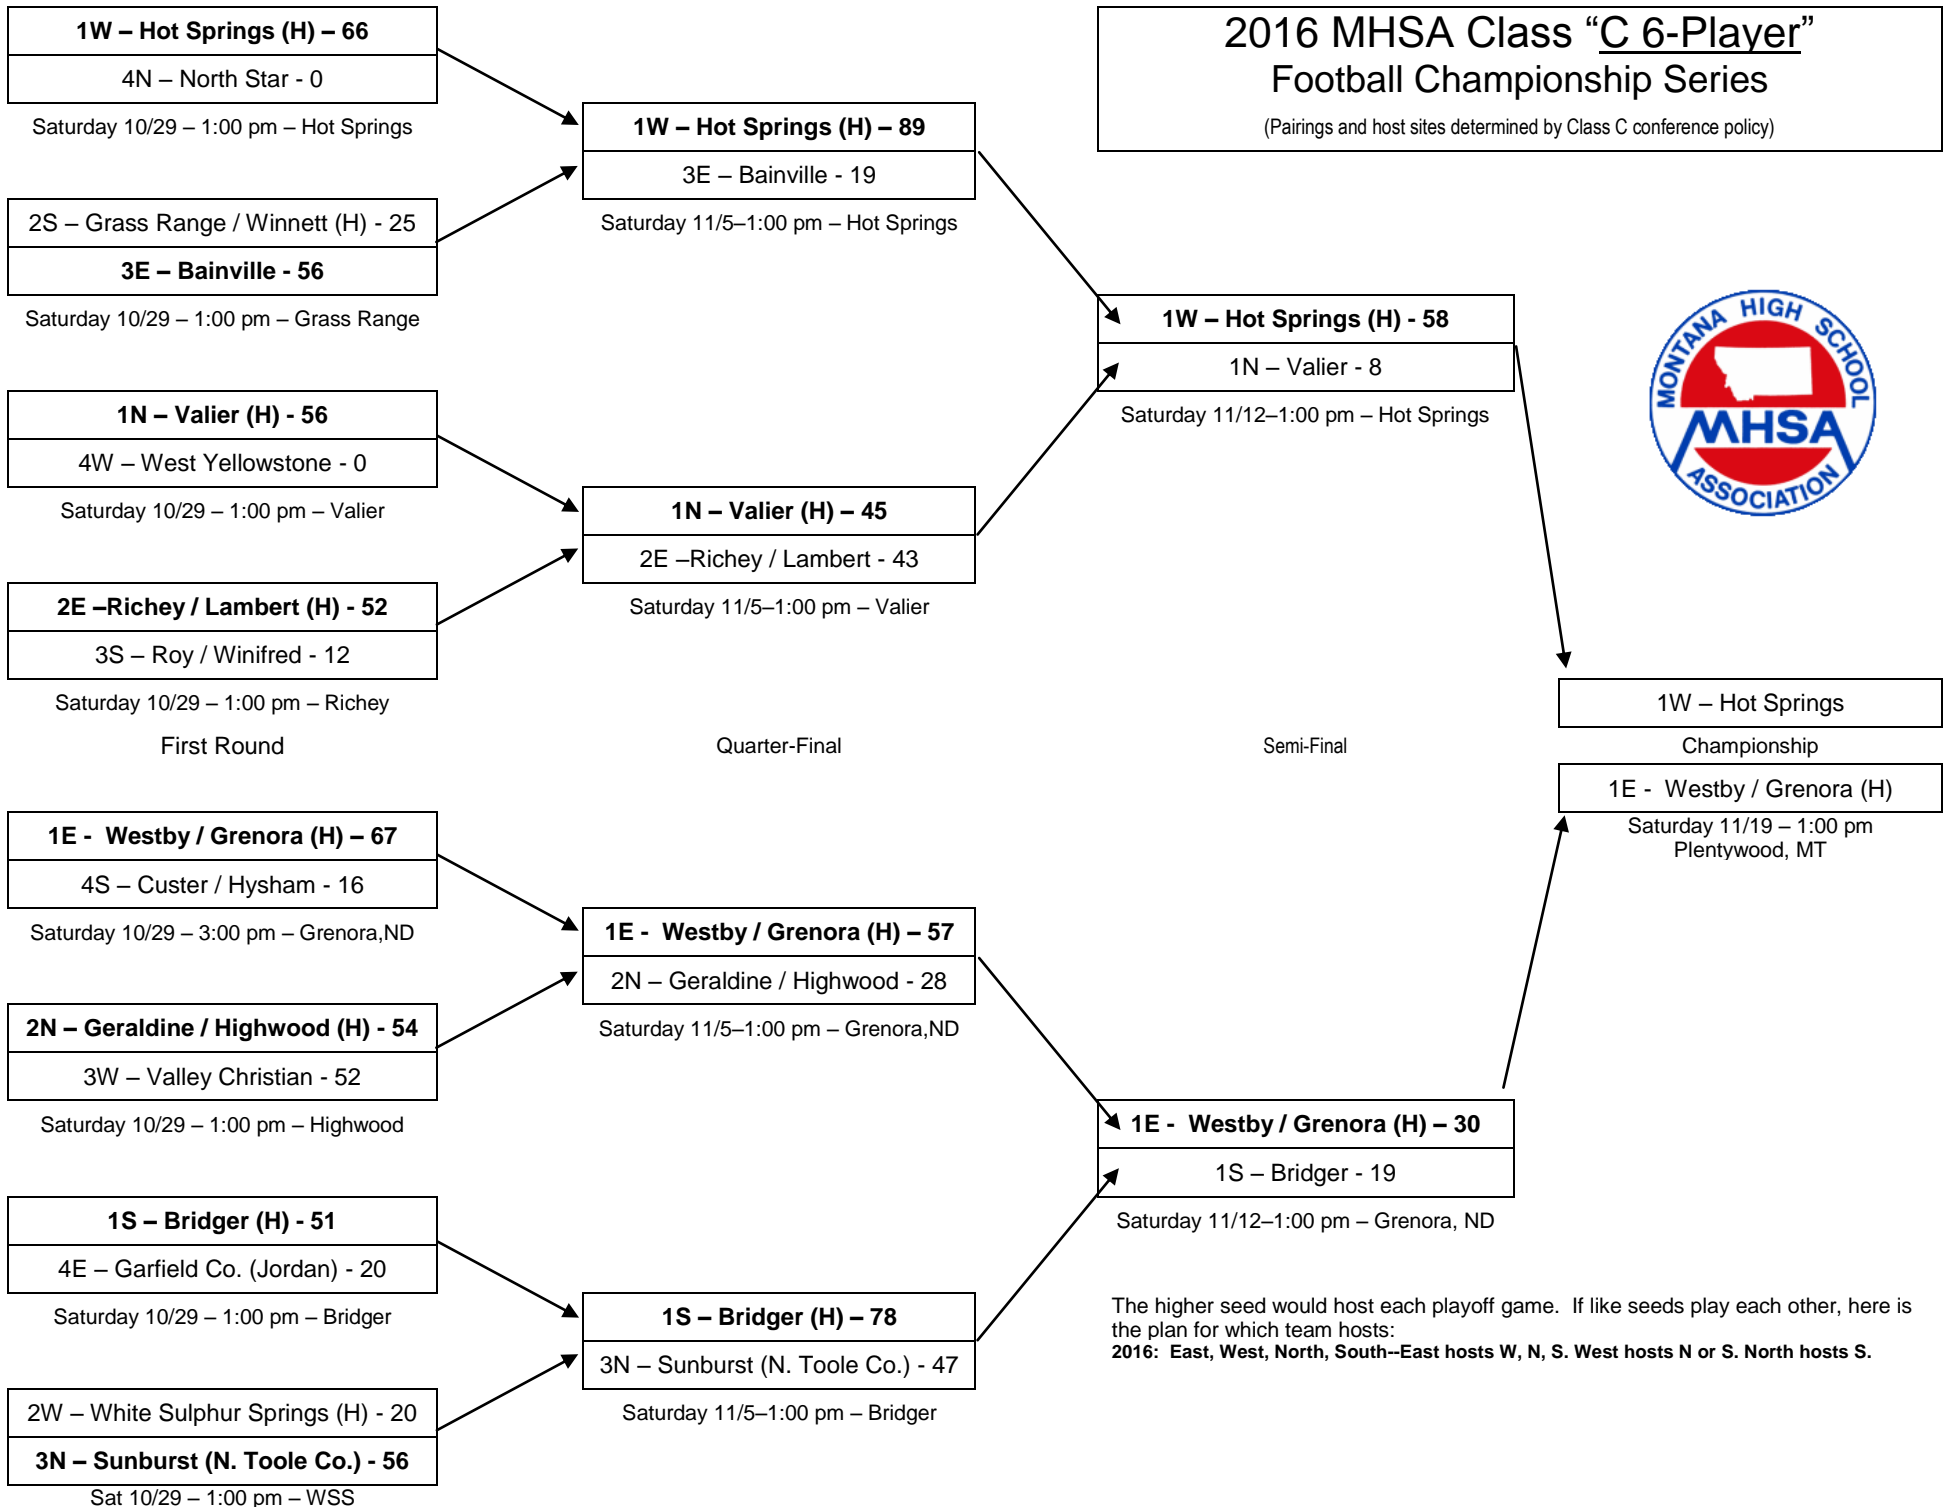 2016 MHSA Class “C 6-Player”
Football Championship Series
(Pairings and host sites determined by Class C conference policy)
1W – Hot Springs (H) – 66
4N – North Star - 0
Saturday 10/29 – 1:00 pm – Hot Springs
2S – Grass Range / Winnett (H) - 25
3E – Bainville - 56
Saturday 10/29 – 1:00 pm – Grass Range
1N – Valier (H) - 56
4W – West Yellowstone - 0
Saturday 10/29 – 1:00 pm – Valier
2E –Richey / Lambert (H) - 52
3S – Roy / Winifred - 12
Saturday 10/29 – 1:00 pm – Richey
First Round
1E -  Westby / Grenora (H) – 67
4S – Custer / Hysham - 16
Saturday 10/29 – 3:00 pm – Grenora,ND
2N – Geraldine / Highwood (H) - 54
3W – Valley Christian - 52
Saturday 10/29 – 1:00 pm – Highwood
1S – Bridger (H) - 51
4E – Garfield Co. (Jordan) - 20
Saturday 10/29 – 1:00 pm – Bridger
2W – White Sulphur Springs (H) - 20
3N – Sunburst (N. Toole Co.) - 56
Sat 10/29 – 1:00 pm – WSS
1W – Hot Springs (H) – 89
3E – Bainville - 19
Saturday 11/5–1:00 pm – Hot Springs
1N – Valier (H) – 45
2E –Richey / Lambert - 43
Saturday 11/5–1:00 pm – Valier
Quarter-Final
1E -  Westby / Grenora (H) – 57
2N – Geraldine / Highwood - 28
Saturday 11/5–1:00 pm – Grenora,ND
1S – Bridger (H) – 78
3N – Sunburst (N. Toole Co.) - 47
Saturday 11/5–1:00 pm – Bridger
1W – Hot Springs (H) - 58
1N – Valier - 8
Saturday 11/12–1:00 pm – Hot Springs
Semi-Final
1E -  Westby / Grenora (H) – 30
1S – Bridger - 19
Saturday 11/12–1:00 pm – Grenora, ND
MONTANA HIGH SCHOOL
MHSA
ASSOCIATION
1W – Hot Springs
Championship
1E -  Westby / Grenora (H)
Saturday 11/19 – 1:00 pm
Plentywood, MT
The higher seed would host each playoff game.  If like seeds play each other, here is
the plan for which team hosts:
2016:  East, West, North, South--East hosts W, N, S. West hosts N or S. North hosts S.